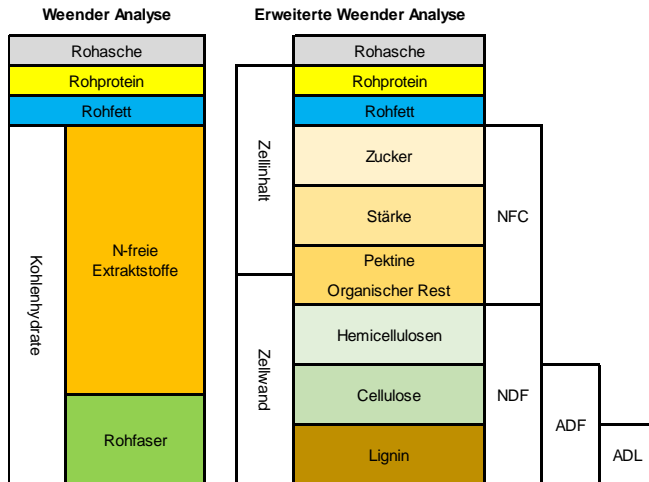 Weender Analyse
Erweiterte Weender Analyse
Rohasche
Rohprotein
Rohfett
Kohlenhydrate
N-freie
Extraktstoffe
Rohfaser
Zellinhalt
Zellwand
Rohasche
Rohprotein
Rohfett
Zucker
Stärke
Pektine
Organischer Rest
Hemicellulosen
Cellulose
Lignin
NFC
NDF
ADF
ADL